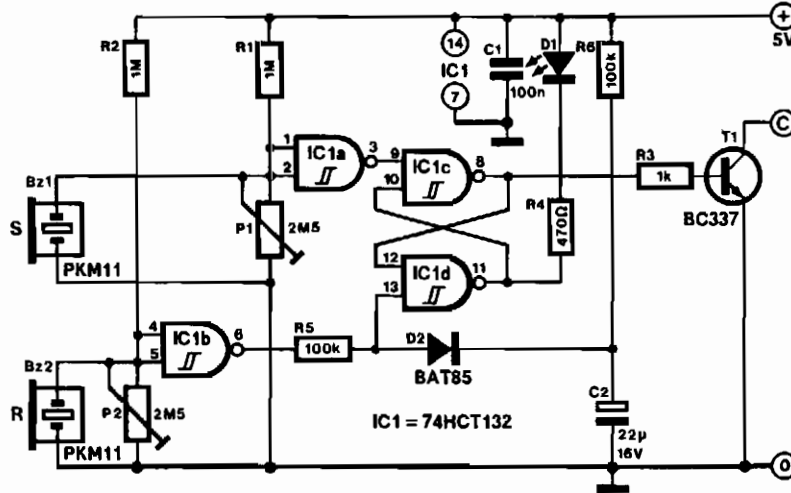 R2
1M
R1
1M
14
IC1
7
C1
100n
D1
R6
100k
+
5V
1
2
IC1a
3
9
10
IC1c
8
R3
1k
T1
C
BC337
Bz1
S
PKM11
P1
2M5
12
13
IC1d
11
R4
470Ω
4
5
IC1b
6
R5
100k
D2
BAT85
Bz2
R
PKM11
P2
2M5
IC1 = 74HCT132
C2
22µ
16V
0